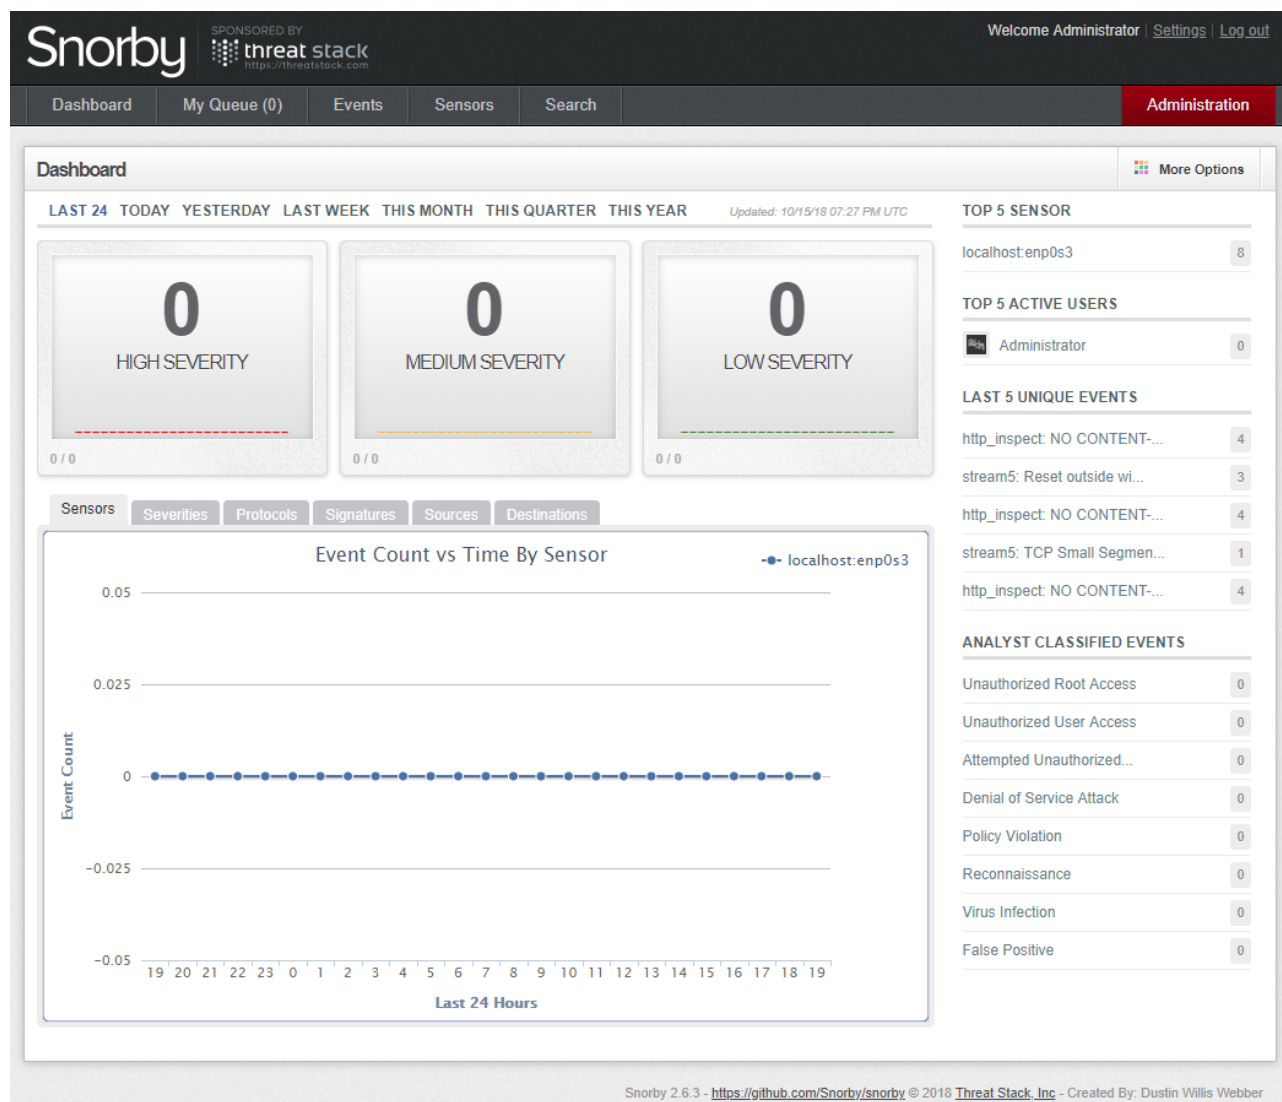 Snorby
SPONSORED BY
threat stack
https://threatstack.com
Welcome Administrator | Settings | Log out
Dashboard My Queue (0) Events Sensors Search Administration
Dashboard
More Options
LAST 24 TODAY YESTERDAY LAST WEEK THIS MONTH THIS QUARTER THIS YEAR Updated: 10/15/18 07:27 PM UTC
0
HIGH SEVERITY
0 / 0
0
MEDIUM SEVERITY
0 / 0
0
LOW SEVERITY
0 / 0
Sensors Severities Protocols Signatures Sources Destinations
Event Count vs Time By Sensor
localhost:enp0s3
0.05
0.025
0
-0.025
-0.05
Event Count
19 20 21 22 23 0 1 2 3 4 5 6 7 8 9 10 11 12 13 14 15 16 17 18 19
Last 24 Hours
TOP 5 SENSOR
localhost:enp0s3 8
TOP 5 ACTIVE USERS
Administrator 0
LAST 5 UNIQUE EVENTS
http_inspect: NO CONTENT-... 4
stream5: Reset outside wi... 3
http_inspect: NO CONTENT-... 4
stream5: TCP Small Segmen... 1
http_inspect: NO CONTENT-... 4
ANALYST CLASSIFIED EVENTS
Unauthorized Root Access 0
Unauthorized User Access 0
Attempted Unauthorized... 0
Denial of Service Attack 0
Policy Violation 0
Reconnaissance 0
Virus Infection 0
False Positive 0
Snorby 2.6.3 - https://github.com/Snorby/snorby © 2018 Threat Stack, Inc - Created By: Dustin Willis Webber